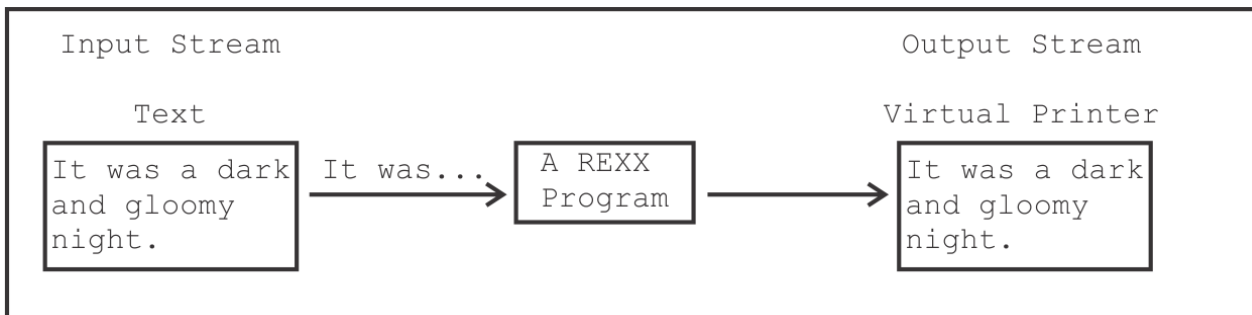 Input Stream
Output Stream
Text
Virtual Printer
It was a dark
and gloomy
night.
It was...
A REXX
Program
It was a dark
and gloomy
night.